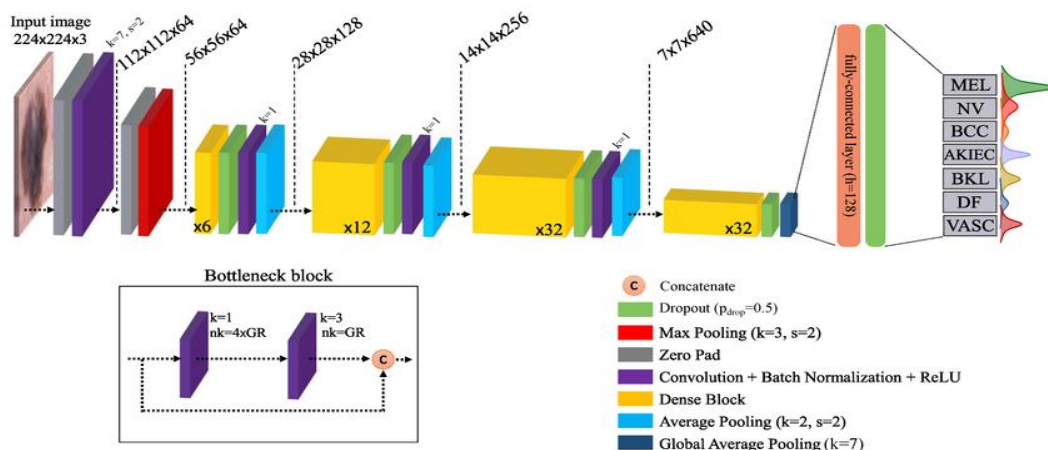 Input image
224x224x3
k=7, s=2
112x112x64
56x56x64
28x28x128
14x14x256
7x7x640
k=1
k=1
k=1
x6
x12
x32
x32
fully-connected layer (h=128)
MEL
NV
BCC
AKIEC
BKL
DF
VASC
Bottleneck block
k=1
nk=4xGR
k=3
nk=GR
C
C Concatenate
Dropout (pdrop=0.5)
Max Pooling (k=3, s=2)
Zero Pad
Convolution + Batch Normalization + ReLU
Dense Block
Average Pooling (k=2, s=2)
Global Average Pooling (k=7)